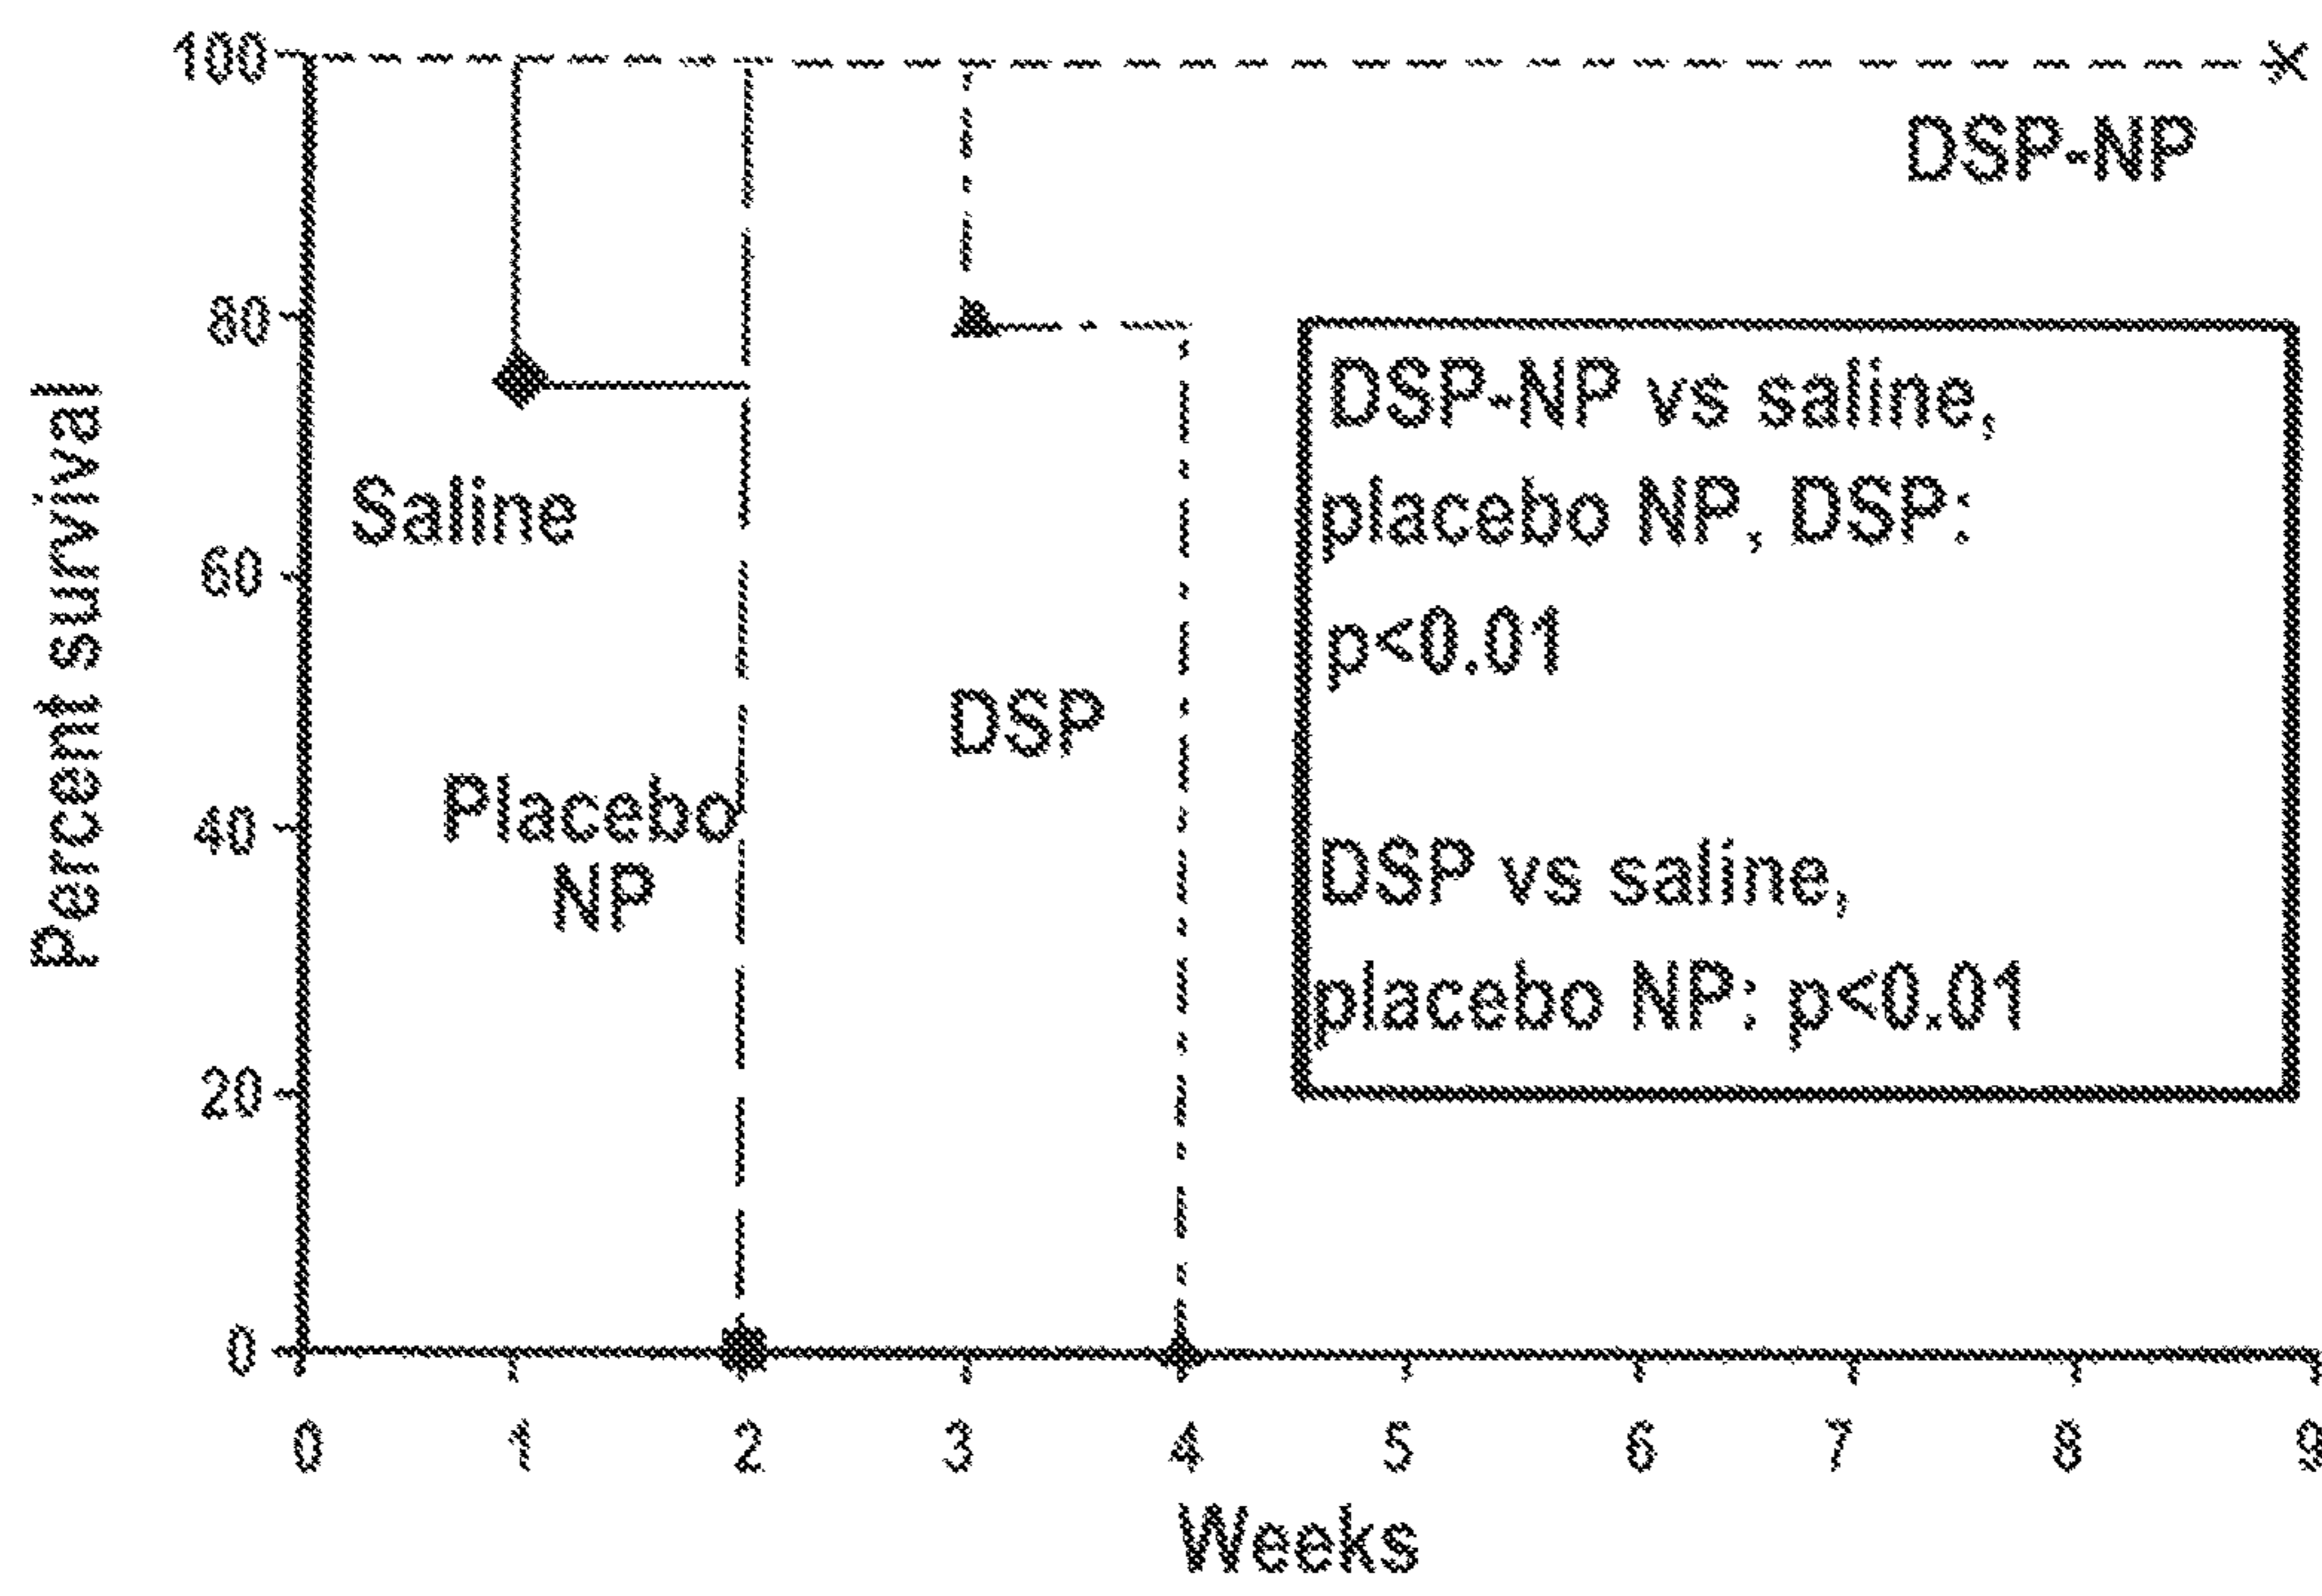 Percent survival
100
80
60
40
20
0
0 1 2 3 4 5 6 7 8 9
Weeks
Saline
Placebo
NP
DSP
DSP-NP
DSP-NP vs saline,
placebo NP, DSP:
p<0.01
DSP vs saline,
placebo NP: p<0.01